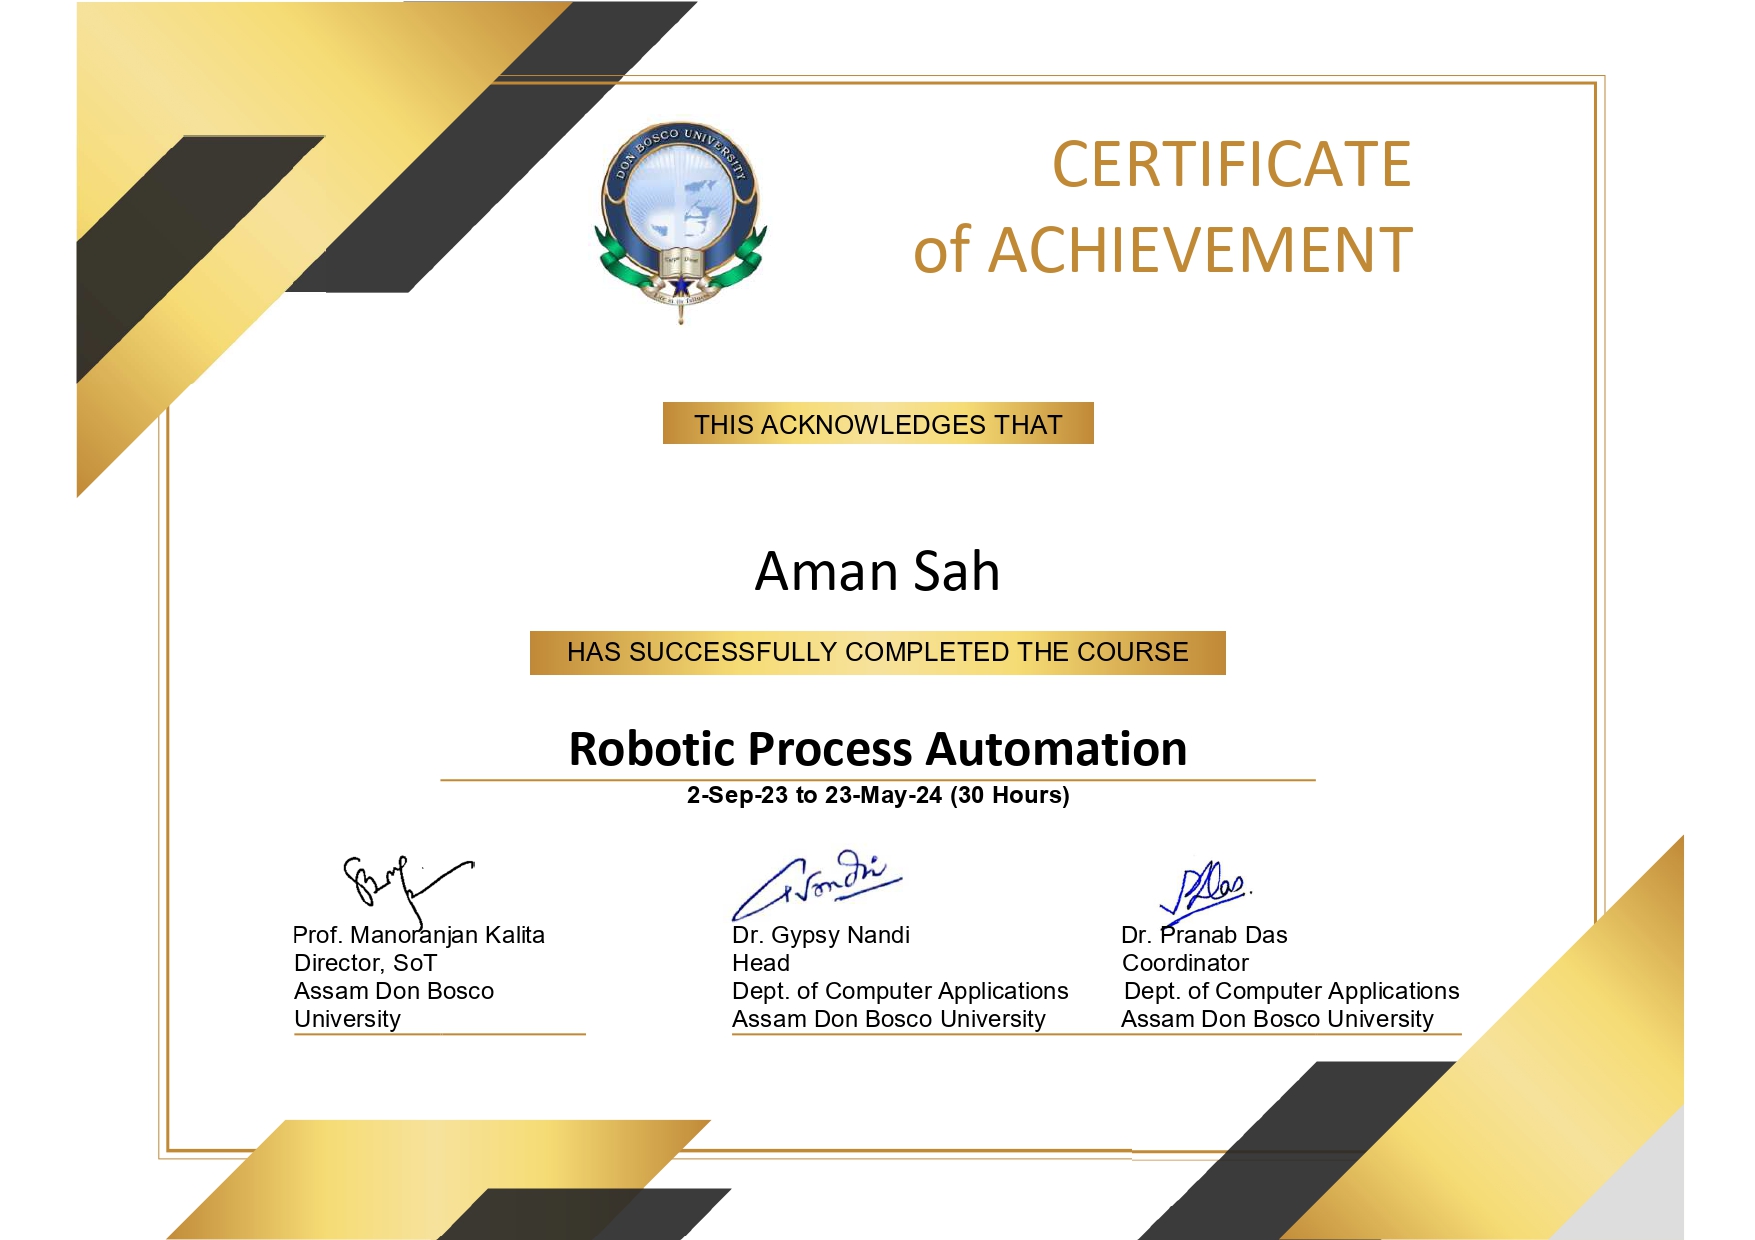 DON BOSCO UNIVERSITY
CERTIFICATE
of ACHIEVEMENT
THIS ACKNOWLEDGES THAT
Aman Sah
HAS SUCCESSFULLY COMPLETED THE COURSE
Robotic Process Automation
2-Sep-23 to 23-May-24 (30 Hours)
Prof. Manoranjan Kalita
Director, SoT
Assam Don Bosco
University
Dr. Gypsy Nandi
Head
Dept. of Computer Applications
Assam Don Bosco University
Dr. Pranab Das
Coordinator
Dept. of Computer Applications
Assam Don Bosco University